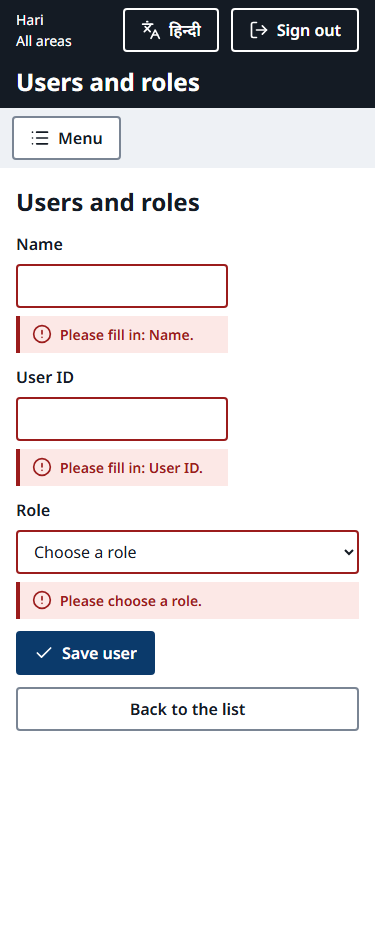 Hari
All areas
हिन्दी
Sign out
Users and roles
Menu
Users and roles
Name
Please fill in: Name.
User ID
Please fill in: User ID.
Role
Choose a role
Please choose a role.
Save user
Back to the list